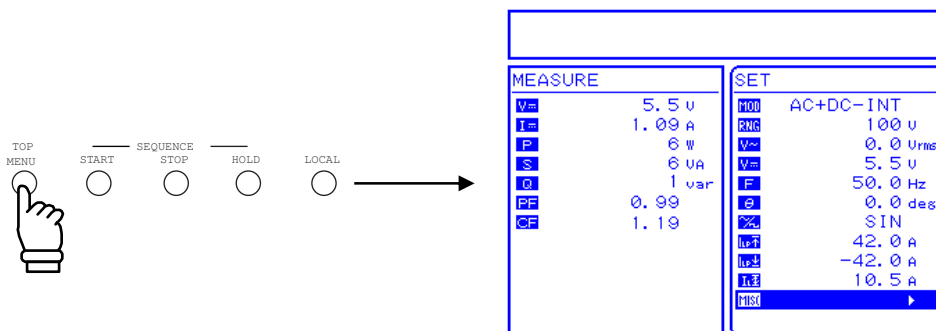 TOP
MENU
SEQUENCE
START STOP HOLD
LOCAL
MEASURE
V⎓ 5.5 V
I⎓ 1.09 A
P 6 W
S 6 VA
Q 1 var
PF 0.99
CF 1.19
SET
MOD AC+DC-INT
RNG 100 V
V~ 0.0 Vrms
V⎓ 5.5 V
F 50.0 Hz
θ 0.0 deg
SIN
42.0 A
-42.0 A
10.5 A
MISC